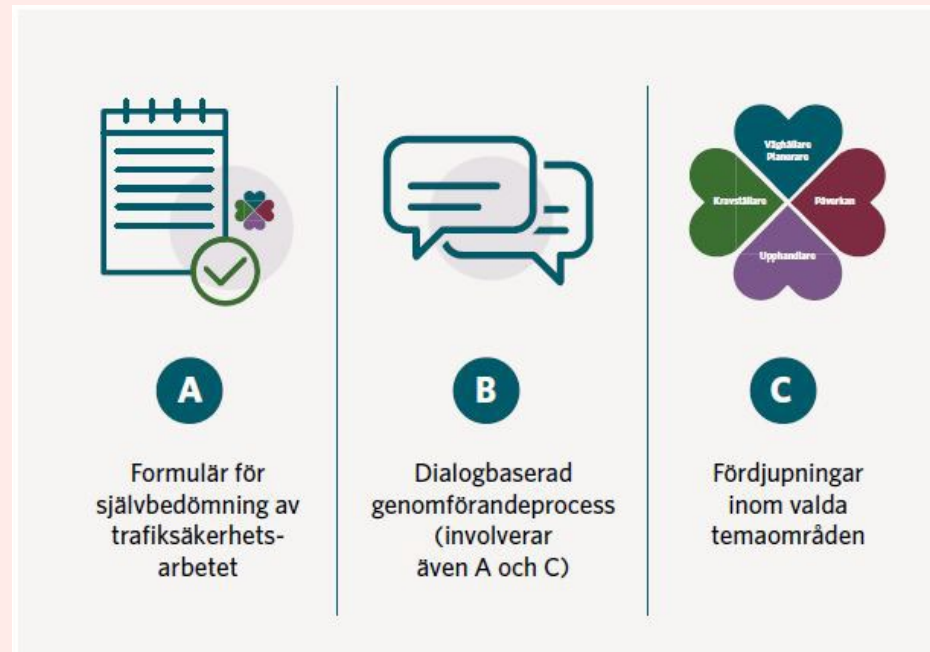 Väghållare
Planerare
Kravställare
Påverkan
Upphandlare
A
B
C
Formulär för
självbedömning av
trafiksäkerhets-
arbetet
Dialogbaserad
genomförandeprocess
(involverar
även A och C)
Fördjupningar
inom valda
temaområden